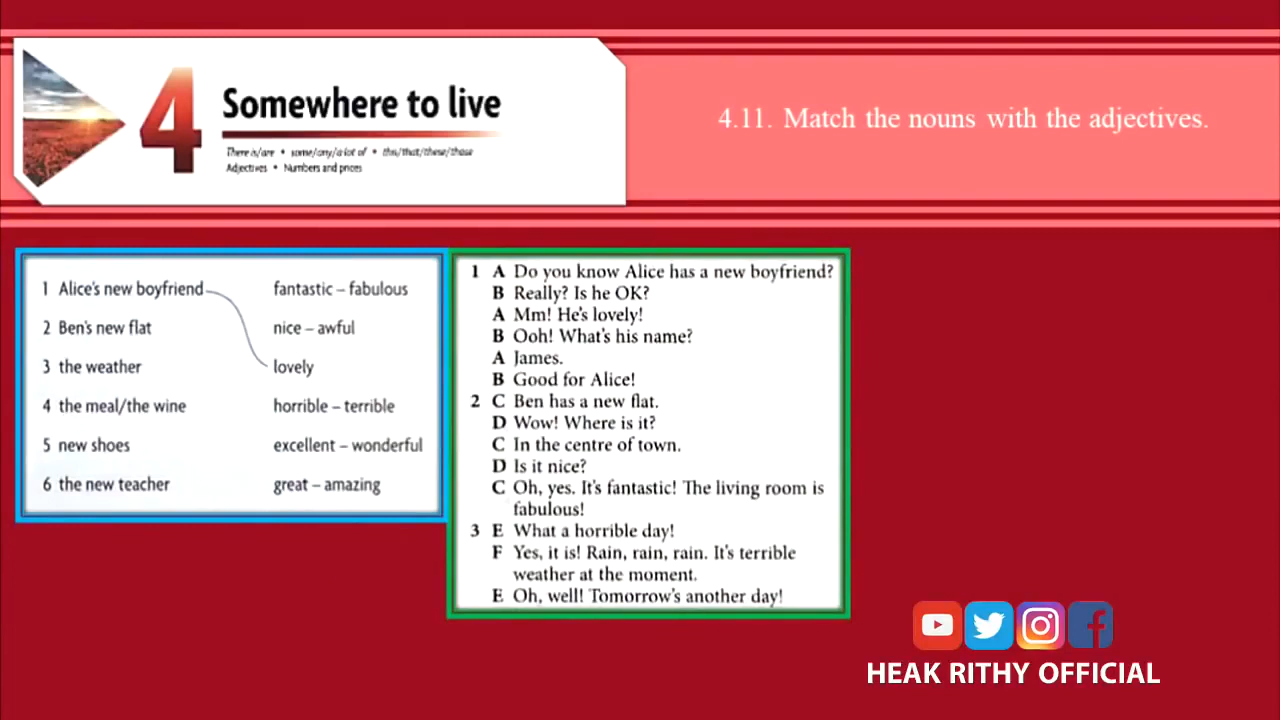 4 Somewhere to live
There is/are • some/any/a lot of • this/that/these/those
Adjectives • Numbers and prices
4.11. Match the nouns with the adjectives.
1 Alice's new boyfriend
2 Ben's new flat
3 the weather
4 the meal/the wine
5 new shoes
6 the new teacher
fantastic – fabulous
nice – awful
lovely
horrible – terrible
excellent – wonderful
great – amazing
1 A Do you know Alice has a new boyfriend?
B Really? Is he OK?
A Mm! He's lovely!
B Ooh! What's his name?
A James.
B Good for Alice!
2 C Ben has a new flat.
D Wow! Where is it?
C In the centre of town.
D Is it nice?
C Oh, yes. It's fantastic! The living room is
fabulous!
3 E What a horrible day!
F Yes, it is! Rain, rain, rain. It's terrible
weather at the moment.
E Oh, well! Tomorrow's another day!
HEAK RITHY OFFICIAL